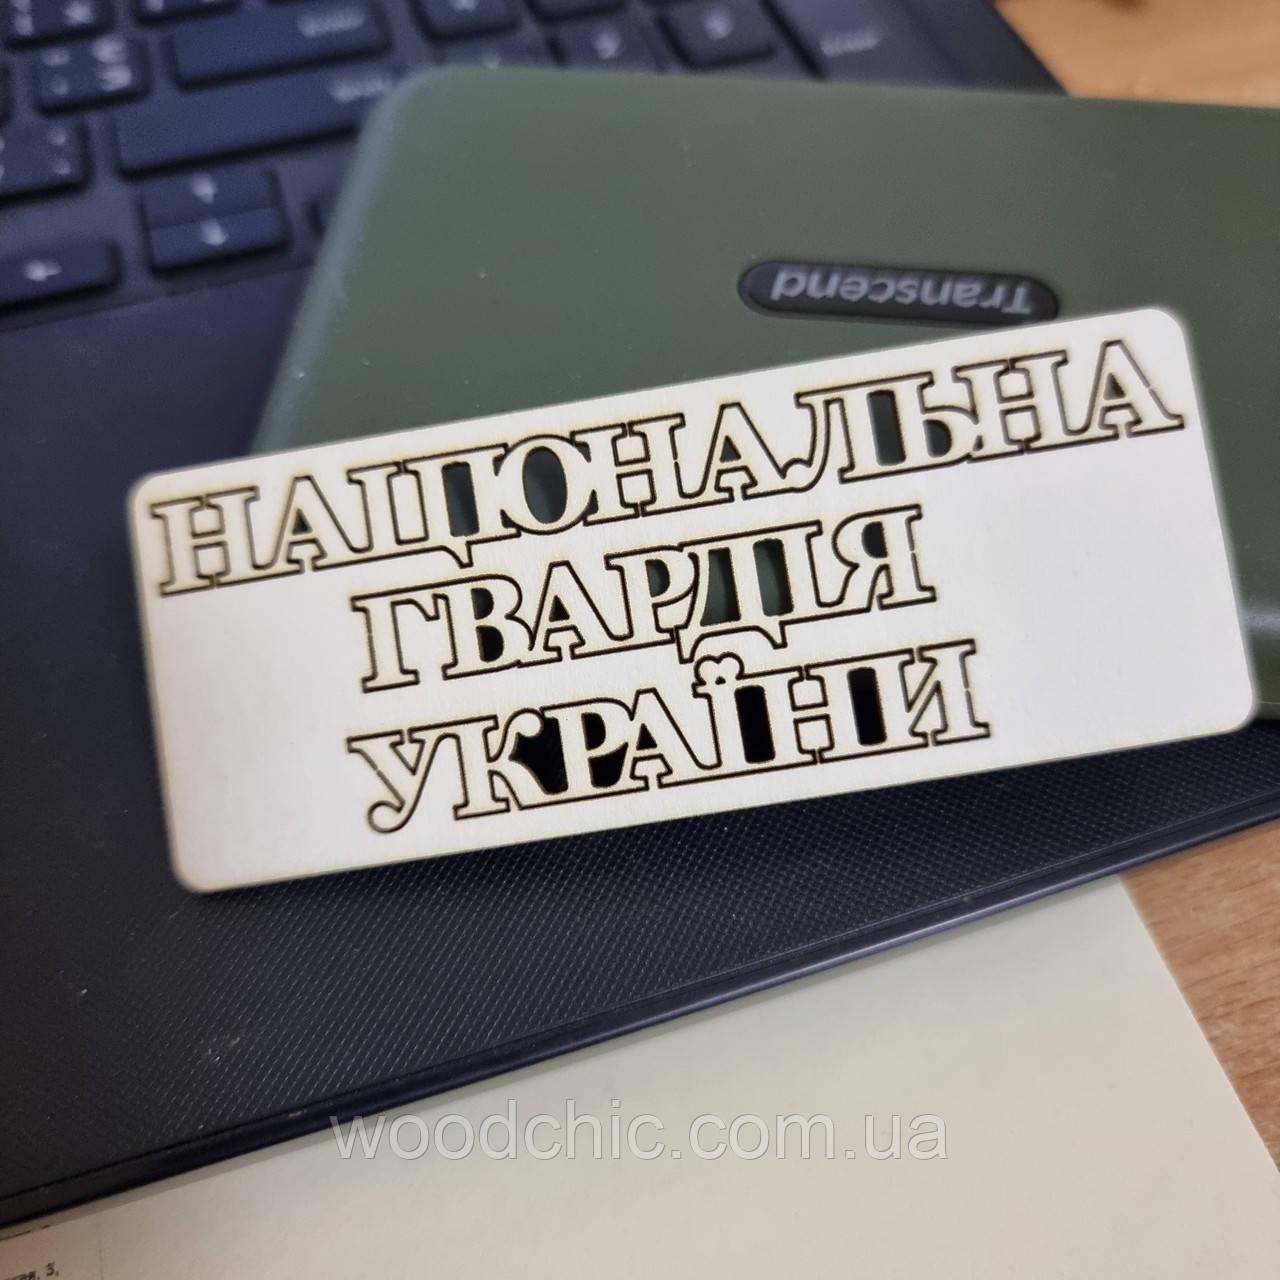 Transcend
НАЦІОНАЛЬНА
ГВАРДІЯ
УКРАЇНИ
woodchic.com.ua